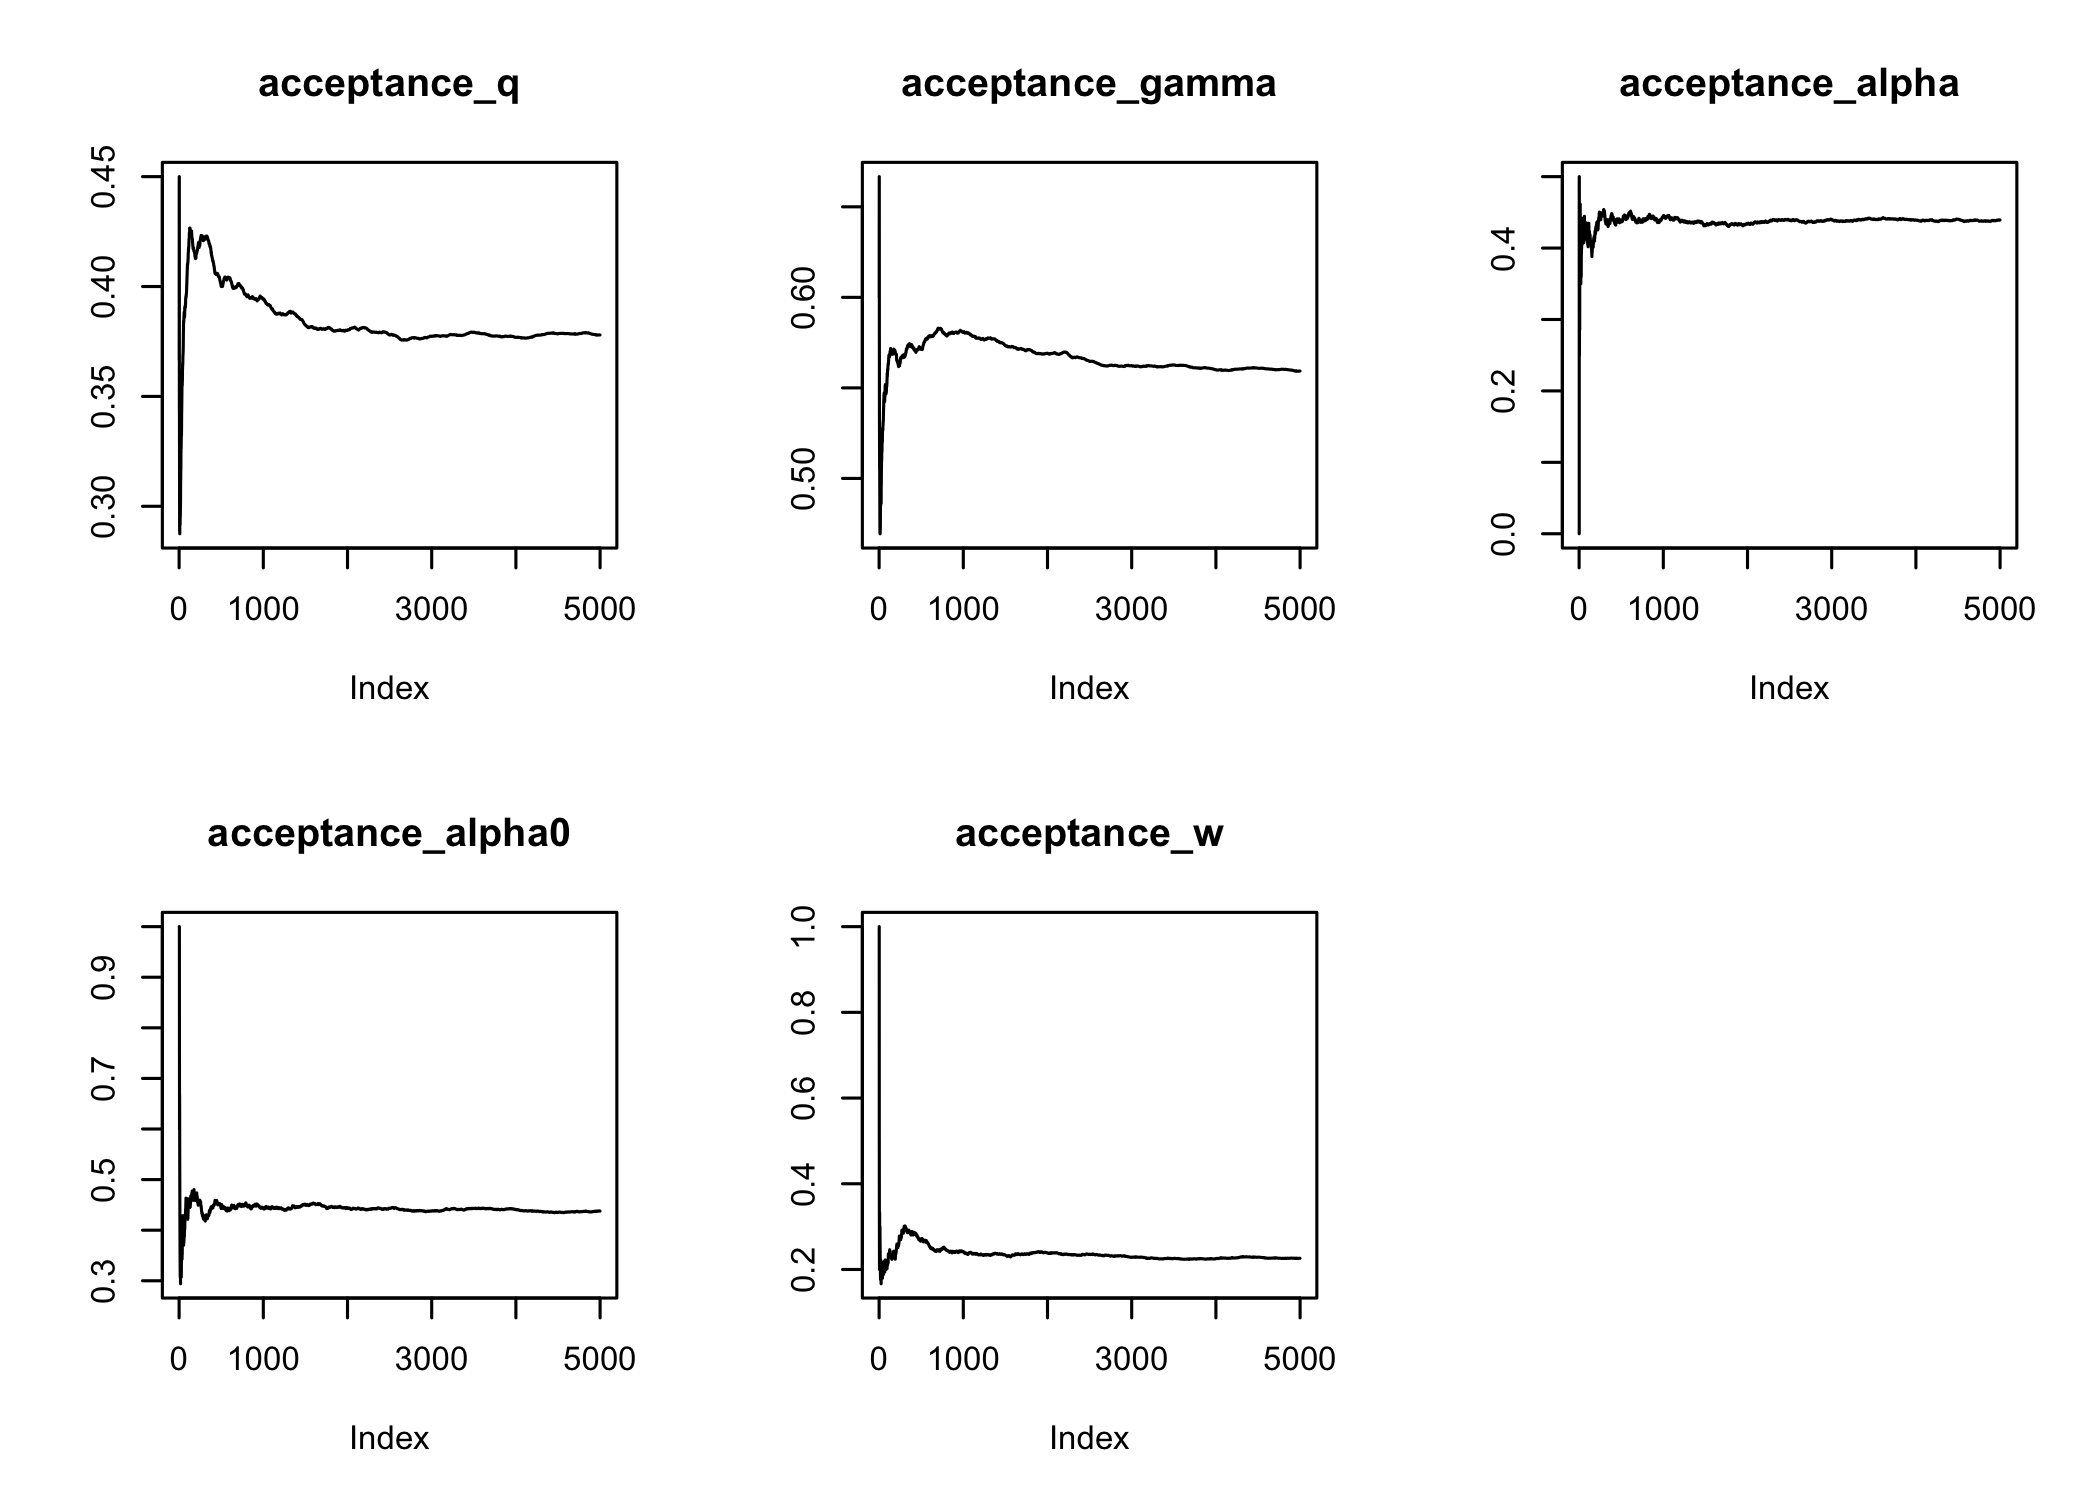 acceptance_q
0.45
0.40
0.35
0.30
0 1000 3000 5000
Index
acceptance_gamma
0.60
0.50
0 1000 3000 5000
Index
acceptance_alpha
0.4
0.2
0.0
0 1000 3000 5000
Index
acceptance_alpha0
0.9
0.7
0.5
0.3
0 1000 3000 5000
Index
acceptance_w
1.0
0.8
0.6
0.4
0.2
0 1000 3000 5000
Index